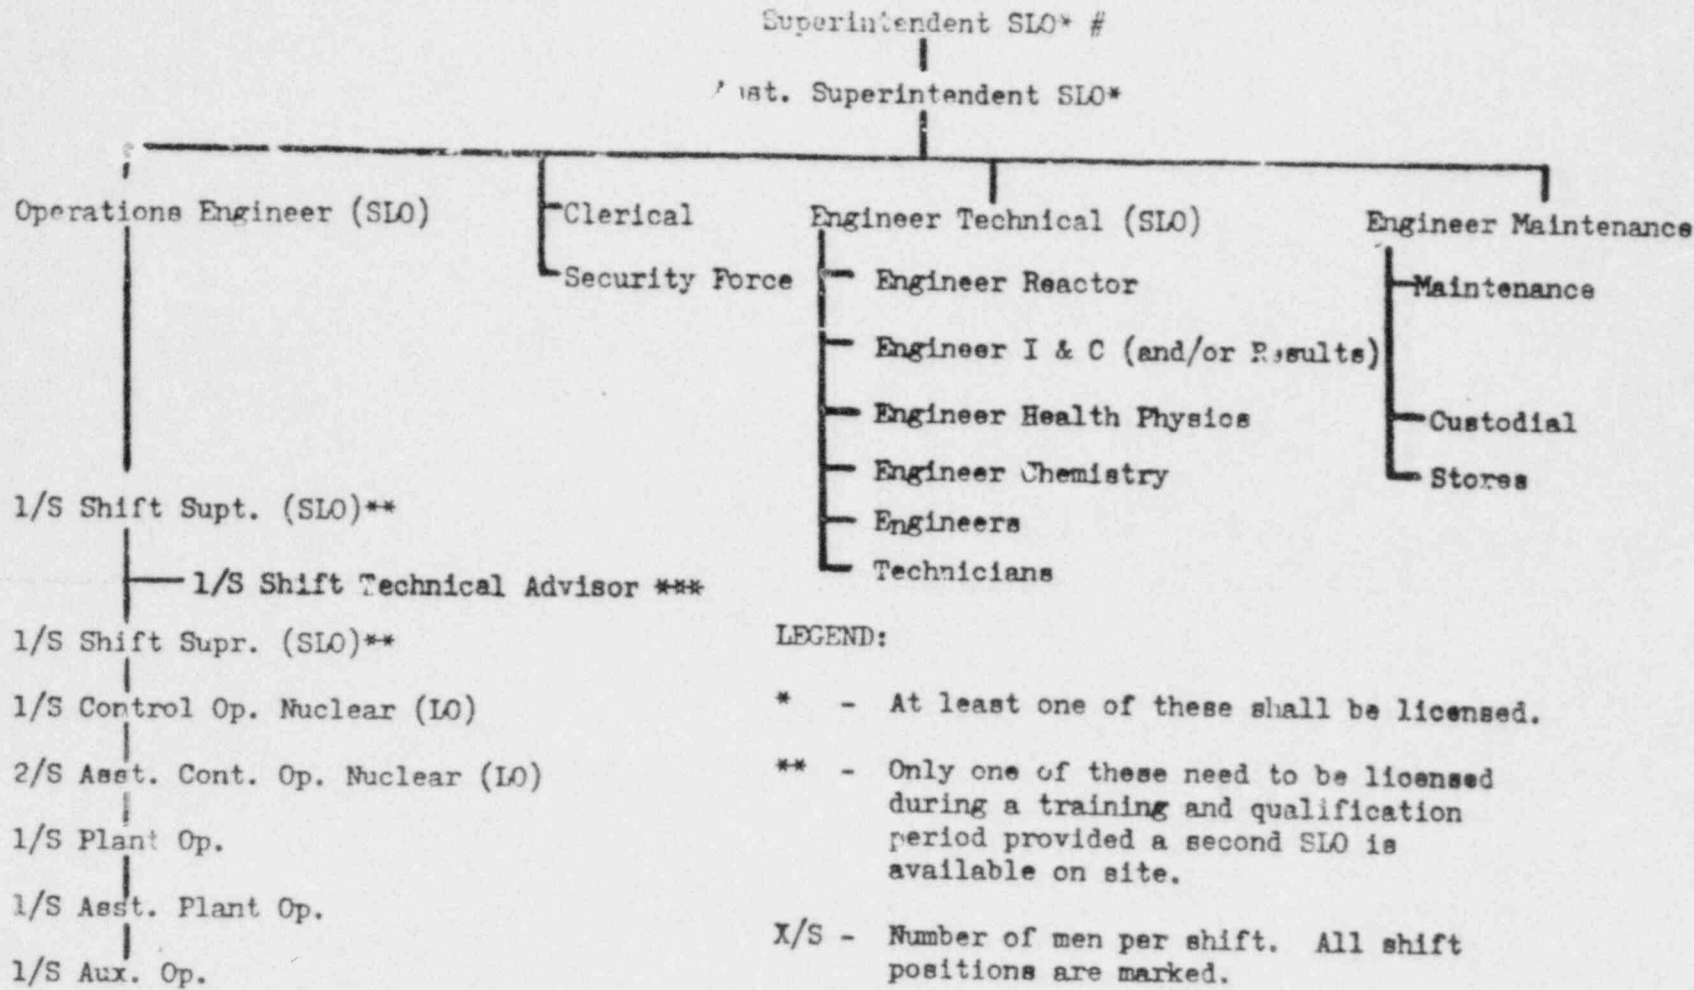 Superintendent SLO* #
Asst. Superintendent SLO*
Operations Engineer (SLO)
Clerical
Security Force
Engineer Technical (SLO)
Engineer Reactor
Engineer I & C (and/or Results)
Engineer Health Physics
Engineer Chemistry
Engineers
Technicians
Engineer Maintenance
Maintenance
Custodial
Stores
1/S Shift Supt. (SLO)**
1/S Shift Technical Advisor ***
1/S Shift Supr. (SLO)**
1/S Control Op. Nuclear (LO)
2/S Asst. Cont. Op. Nuclear (LO)
1/S Plant Op.
1/S Asst. Plant Op.
1/S Aux. Op.
LEGEND:
* - At least one of these shall be licensed.
** - Only one of these need to be licensed
during a training and qualification
period provided a second SLO is
available on site.
X/S - Number of men per shift. All shift
positions are marked.